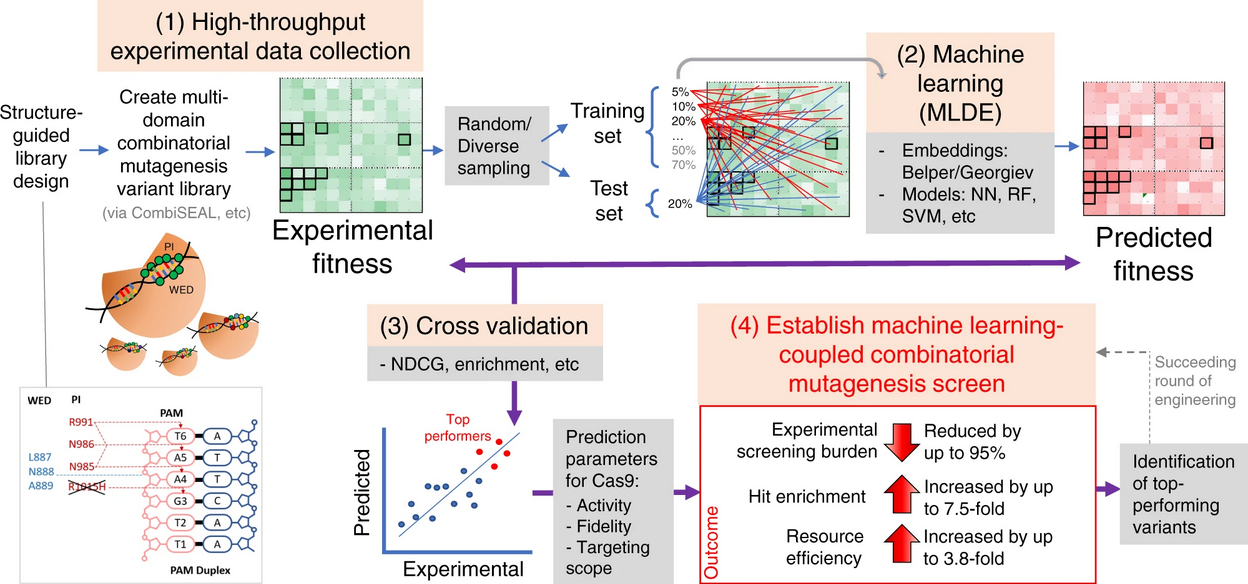 (1) High-throughput
experimental data collection
Structure-
guided
library
design
Create multi-
domain
combinatorial
mutagenesis
variant library
(via CombiSEAL, etc)
Experimental
fitness
Random/
Diverse
sampling
Training
set
Test
set
5%
10%
20%
...
50%
70%
20%
(2) Machine
learning
(MLDE)
- Embeddings:
Belper/Georgiev
- Models: NN, RF,
SVM, etc
Predicted
fitness
PI
WED
(3) Cross validation
- NDCG, enrichment, etc
Top
performers
Predicted
Experimental
Prediction
parameters
for Cas9:
- Activity
- Fidelity
- Targeting
scope
(4) Establish machine learning-
coupled combinatorial
mutagenesis screen
Outcome
Experimental
screening burden
Reduced by
up to 95%
Hit enrichment
Increased by up
to 7.5-fold
Resource
efficiency
Increased by up
to 3.8-fold
Succeeding
round of
engineering
Identification
of top-
performing
variants
WED PI
PAM
R991
N986
L887
N985
N888
A889
R1015H
T6 A
A5 T
A4 T
G3 C
T2 A
T1 A
PAM Duplex